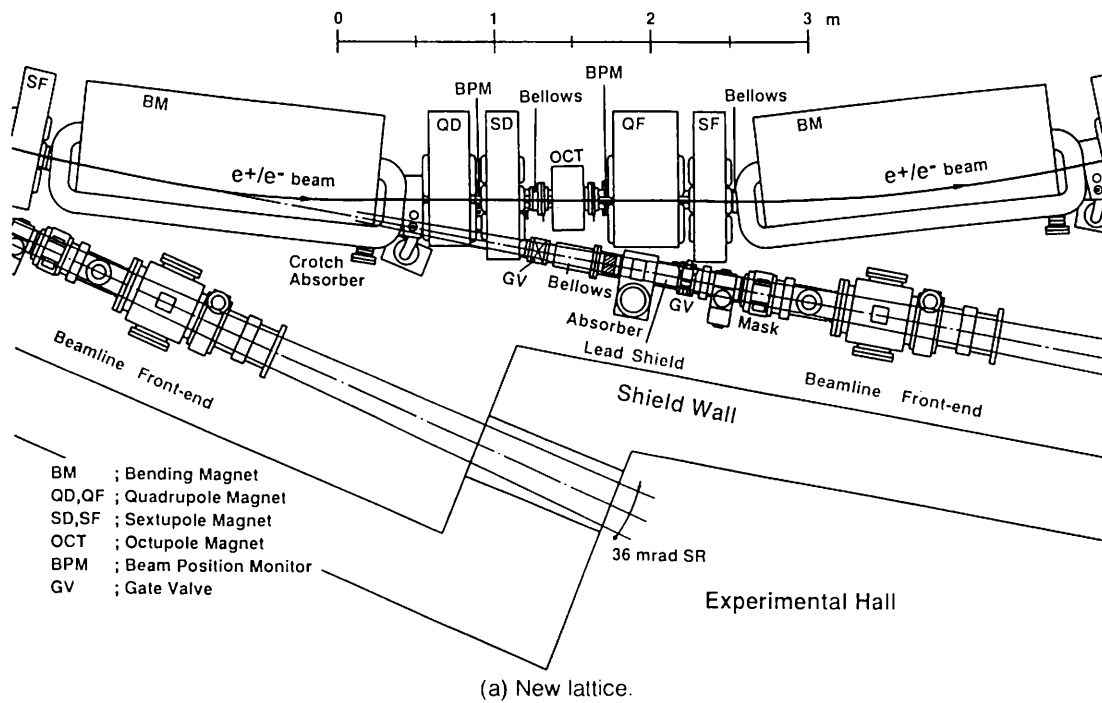 0 1 2 3 m
SF
BM
BPM
QD
SD
Bellows
OCT
BPM
QF
SF
Bellows
BM
e+/e- beam
e+/e- beam
Crotch
Absorber
GV
Bellows
GV
Absorber
Mask
Lead Shield
Beamline Front-end
Beamline Front-end
Shield Wall
BM ; Bending Magnet
QD,QF ; Quadrupole Magnet
SD,SF ; Sextupole Magnet
OCT ; Octupole Magnet
BPM ; Beam Position Monitor
GV ; Gate Valve
36 mrad SR
Experimental Hall
(a) New lattice.